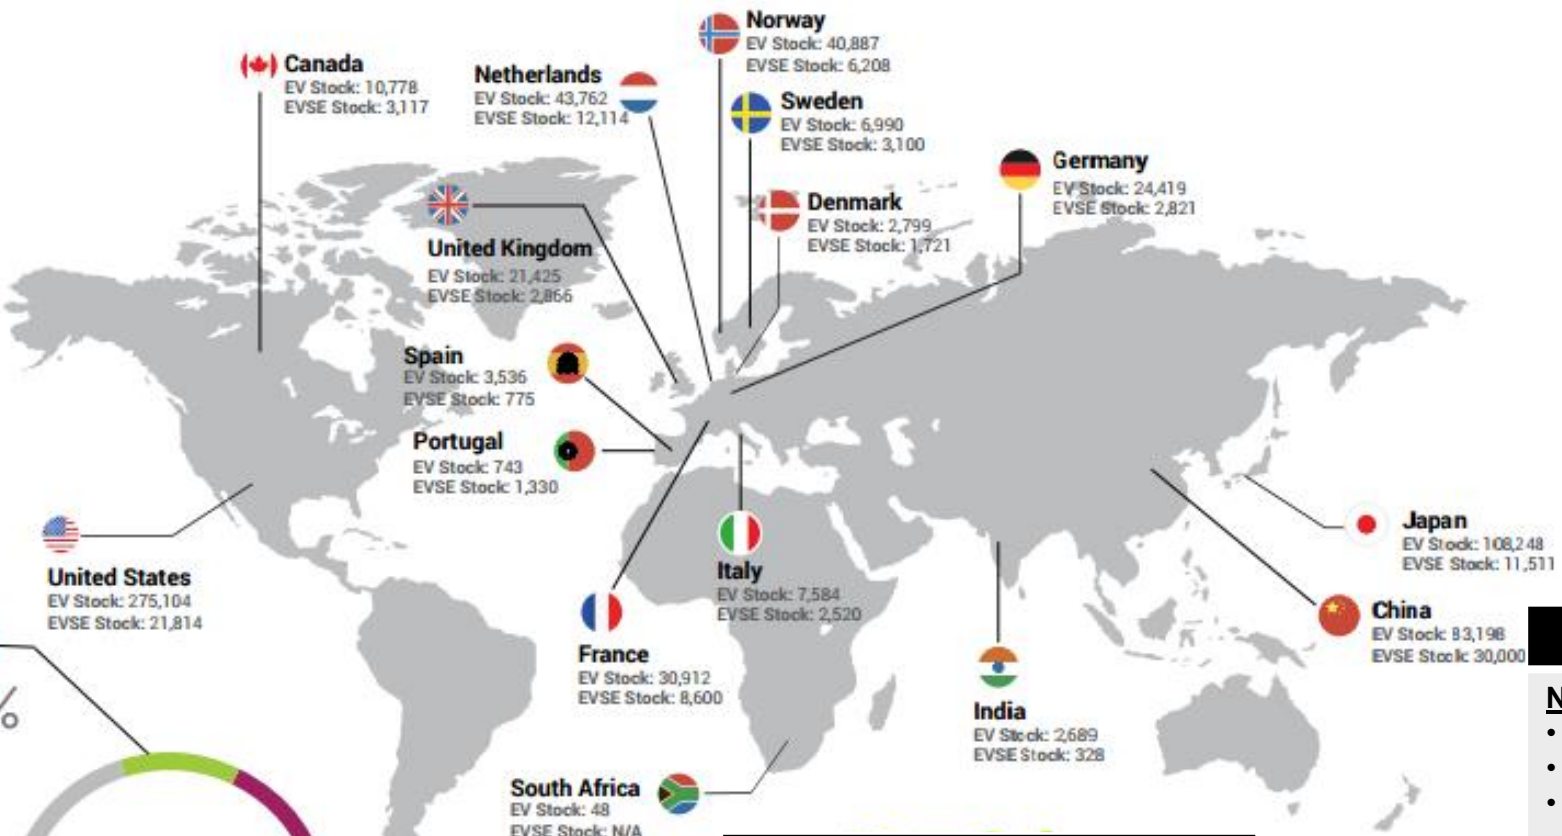 Norway
EV Stock: 40,887
EVSE Stock: 6,208
Canada
EV Stock: 10,778
EVSE Stock: 3,117
Netherlands
EV Stock: 43,762
EVSE Stock: 12,114
Sweden
EV Stock: 6,990
EVSE Stock: 3,100
Germany
EV Stock: 24,419
EVSE Stock: 2,821
Denmark
EV Stock: 2,799
EVSE Stock: 1,721
United Kingdom
EV Stock: 21,425
EVSE Stock: 2,866
Spain
EV Stock: 3,536
EVSE Stock: 775
Portugal
EV Stock: 743
EVSE Stock: 1,330
United States
EV Stock: 275,104
EVSE Stock: 21,814
Italy
EV Stock: 7,584
EVSE Stock: 2,520
Japan
EV Stock: 108,248
EVSE Stock: 11,511
China
EV Stock: 83,198
EVSE Stock: 30,000
France
EV Stock: 30,912
EVSE Stock: 8,600
%
N
•
•
•
India
EV Stock: 2,689
EVSE Stock: 328
South Africa
EV Stock: 48
EVSE Stock: N/A